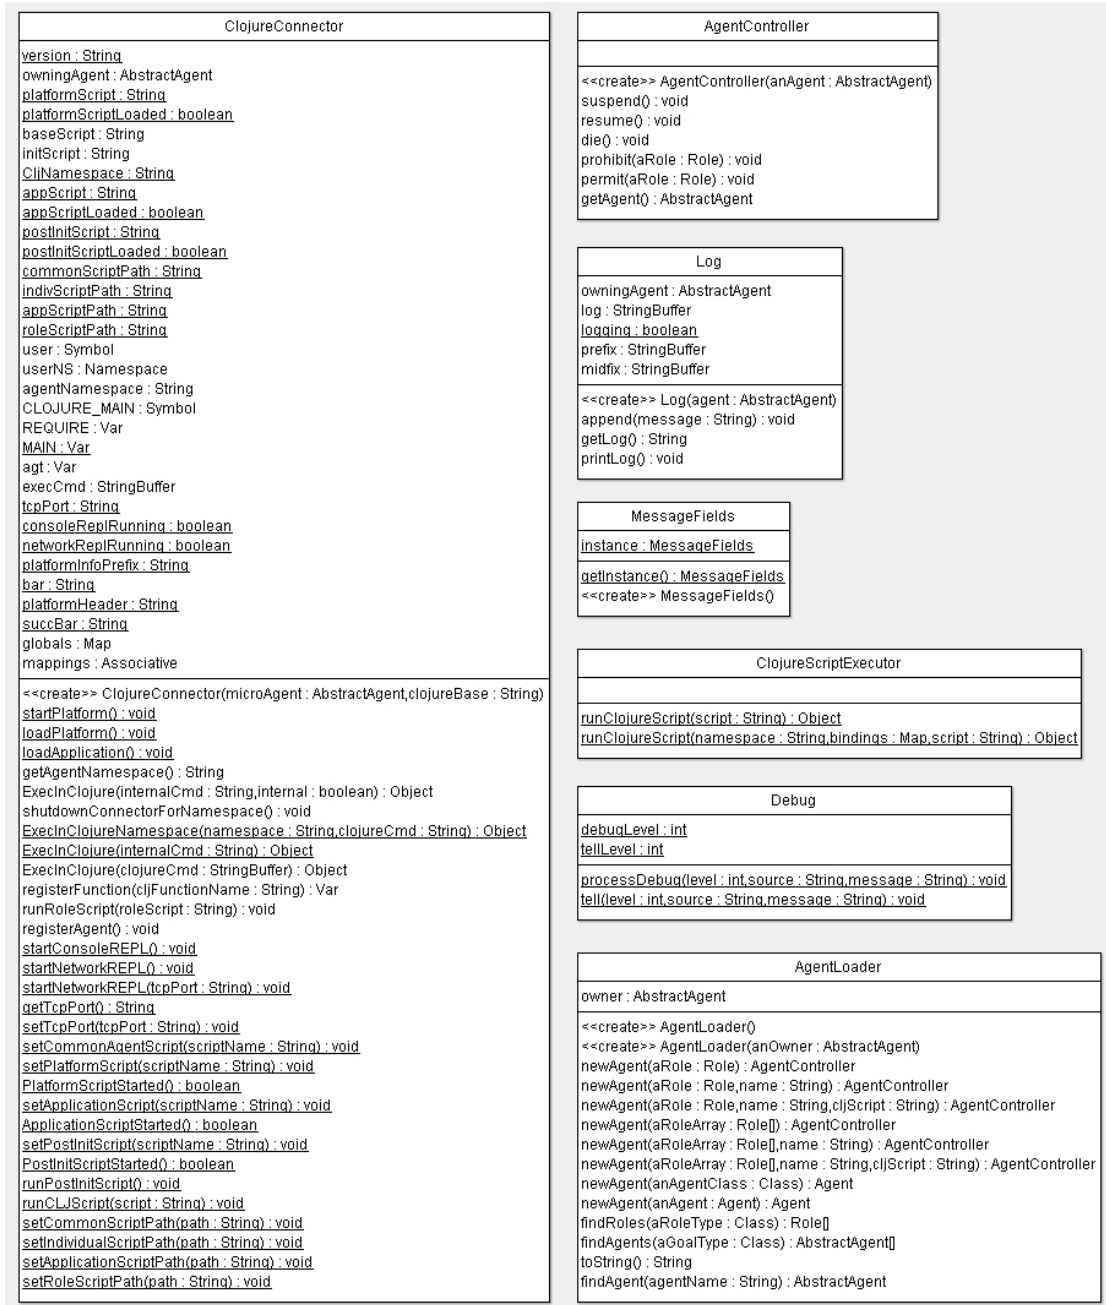 ClojureConnector
version : String
owningAgent : AbstractAgent
platformScript : String
platformScriptLoaded : boolean
baseScript : String
initScript : String
CljNamespace : String
appScript : String
appScriptLoaded : boolean
postInitScript : String
postInitScriptLoaded : boolean
commonScriptPath : String
indivScriptPath : String
appScriptPath : String
roleScriptPath : String
user : Symbol
userNS : Namespace
agentNamespace : String
CLOJURE_MAIN : Symbol
REQUIRE : Var
MAIN : Var
agt : Var
execCmd : StringBuffer
tcpPort : String
consoleReplRunning : boolean
networkReplRunning : boolean
platformInfoPrefix : String
bar : String
platformHeader : String
succBar : String
globals : Map
mappings : Associative
<<create>> ClojureConnector(microAgent : AbstractAgent,clojureBase : String)
startPlatform() : void
loadPlatform() : void
loadApplication() : void
getAgentNamespace() : String
ExecInClojure(internalCmd : String,internal : boolean) : Object
shutdownConnectorForNamespace() : void
ExecInClojureNamespace(namespace : String,clojureCmd : String) : Object
ExecInClojure(internalCmd : String) : Object
ExecInClojure(clojureCmd : StringBuffer) : Object
registerFunction(cljFunctionName : String) : Var
runRoleScript(roleScript : String) : void
registerAgent() : void
startConsoleREPL() : void
startNetworkREPL() : void
startNetworkREPL(tcpPort : String) : void
getTcpPort() : String
setTcpPort(tcpPort : String) : void
setCommonAgentScript(scriptName : String) : void
setPlatformScript(scriptName : String) : void
PlatformScriptStarted() : boolean
setApplicationScript(scriptName : String) : void
ApplicationScriptStarted() : boolean
setPostInitScript(scriptName : String) : void
PostInitScriptStarted() : boolean
runPostInitScript() : void
runCLJScript(script : String) : void
setCommonScriptPath(path : String) : void
setIndividualScriptPath(path : String) : void
setApplicationScriptPath(path : String) : void
setRoleScriptPath(path : String) : void
AgentController
<<create>> AgentController(anAgent : AbstractAgent)
suspend() : void
resume() : void
die() : void
prohibit(aRole : Role) : void
permit(aRole : Role) : void
getAgent() : AbstractAgent
Log
owningAgent : AbstractAgent
log : StringBuffer
logging : boolean
prefix : StringBuffer
midfix : StringBuffer
<<create>> Log(agent : AbstractAgent)
append(message : String) : void
getLog() : String
printLog() : void
MessageFields
instance : MessageFields
getInstance() : MessageFields
<<create>> MessageFields()
ClojureScriptExecutor
runClojureScript(script : String) : Object
runClojureScript(namespace : String,bindings : Map,script : String) : Object
Debug
debugLevel : int
tellLevel : int
processDebug(level : int,source : String,message : String) : void
tell(level : int,source : String,message : String) : void
AgentLoader
owner : AbstractAgent
<<create>> AgentLoader()
<<create>> AgentLoader(anOwner : AbstractAgent)
newAgent(aRole : Role) : AgentController
newAgent(aRole : Role,name : String) : AgentController
newAgent(aRole : Role,name : String,cljScript : String) : AgentController
newAgent(aRoleArray : Role[]) : AgentController
newAgent(aRoleArray : Role[],name : String) : AgentController
newAgent(aRoleArray : Role[],name : String,cljScript : String) : AgentController
newAgent(anAgentClass : Class) : Agent
newAgent(anAgent : Agent) : Agent
findRoles(aRoleType : Class) : Role[]
findAgents(aGoalType : Class) : AbstractAgent[]
toString() : String
findAgent(agentName : String) : AbstractAgent